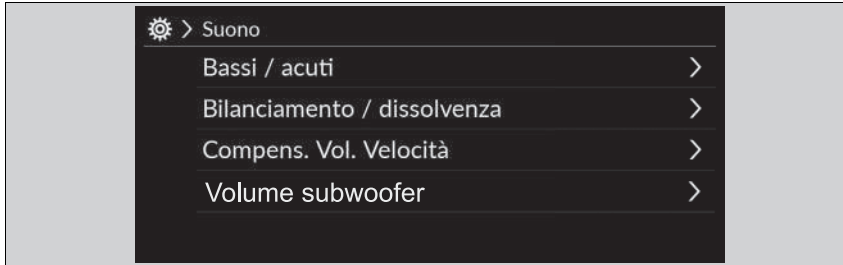 Suono
Bassi / acuti
Bilanciamento / dissolvenza
Compens. Vol. Velocità
Volume subwoofer